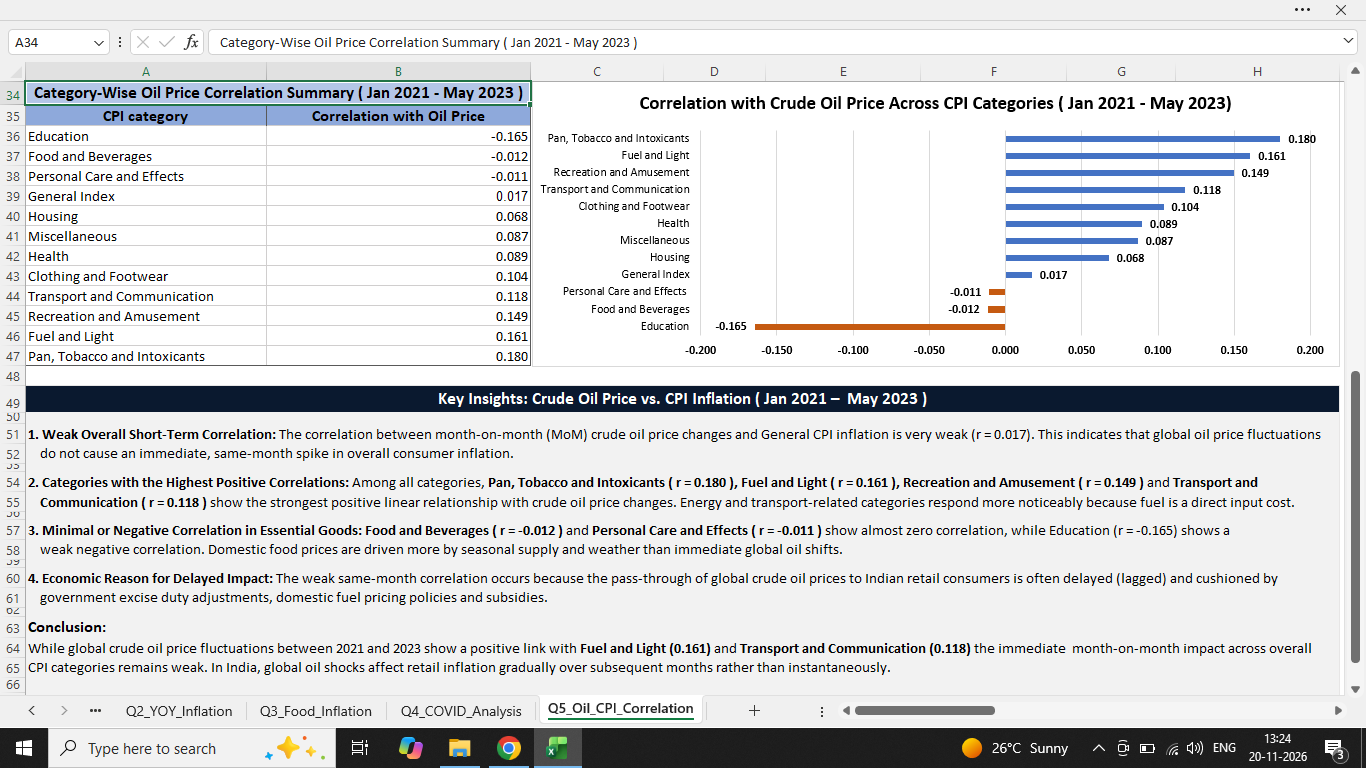 A34
fx
Category-Wise Oil Price Correlation Summary ( Jan 2021 - May 2023 )
A B C D E F G H
34 Category-Wise Oil Price Correlation Summary ( Jan 2021 - May 2023 )
35 CPI category Correlation with Oil Price
36 Education -0.165
37 Food and Beverages -0.012
38 Personal Care and Effects -0.011
39 General Index 0.017
40 Housing 0.068
41 Miscellaneous 0.087
42 Health 0.089
43 Clothing and Footwear 0.104
44 Transport and Communication 0.118
45 Recreation and Amusement 0.149
46 Fuel and Light 0.161
47 Pan, Tobacco and Intoxicants 0.180
Correlation with Crude Oil Price Across CPI Categories ( Jan 2021 - May 2023)
Pan, Tobacco and Intoxicants 0.180
Fuel and Light 0.161
Recreation and Amusement 0.149
Transport and Communication 0.118
Clothing and Footwear 0.104
Health 0.089
Miscellaneous 0.087
Housing 0.068
General Index 0.017
Personal Care and Effects -0.011
Food and Beverages -0.012
Education -0.165
-0.200 -0.150 -0.100 -0.050 0.000 0.050 0.100 0.150 0.200
48
49 Key Insights: Crude Oil Price vs. CPI Inflation ( Jan 2021 – May 2023 )
50
51 1. Weak Overall Short-Term Correlation: The correlation between month-on-month (MoM) crude oil price changes and General CPI inflation is very weak (r = 0.017). This indicates that global oil price fluctuations
52 do not cause an immediate, same-month spike in overall consumer inflation.
53
54 2. Categories with the Highest Positive Correlations: Among all categories, Pan, Tobacco and Intoxicants ( r = 0.180 ), Fuel and Light ( r = 0.161 ), Recreation and Amusement ( r = 0.149 ) and Transport and
55 Communication ( r = 0.118 ) show the strongest positive linear relationship with crude oil price changes. Energy and transport-related categories respond more noticeably because fuel is a direct input cost.
56
57 3. Minimal or Negative Correlation in Essential Goods: Food and Beverages ( r = -0.012 ) and Personal Care and Effects ( r = -0.011 ) show almost zero correlation, while Education (r = -0.165) shows a
58 weak negative correlation. Domestic food prices are driven more by seasonal supply and weather than immediate global oil shifts.
59
60 4. Economic Reason for Delayed Impact: The weak same-month correlation occurs because the pass-through of global crude oil prices to Indian retail consumers is often delayed (lagged) and cushioned by
61 government excise duty adjustments, domestic fuel pricing policies and subsidies.
62
63 Conclusion:
64 While global crude oil price fluctuations between 2021 and 2023 show a positive link with Fuel and Light (0.161) and Transport and Communication (0.118) the immediate month-on-month impact across overall
65 CPI categories remains weak. In India, global oil shocks affect retail inflation gradually over subsequent months rather than instantaneously.
66
Q2_YOY_Inflation Q3_Food_Inflation Q4_COVID_Analysis Q5_Oil_CPI_Correlation
Type here to search
26°C Sunny
ENG
13:24
20-11-2026
3